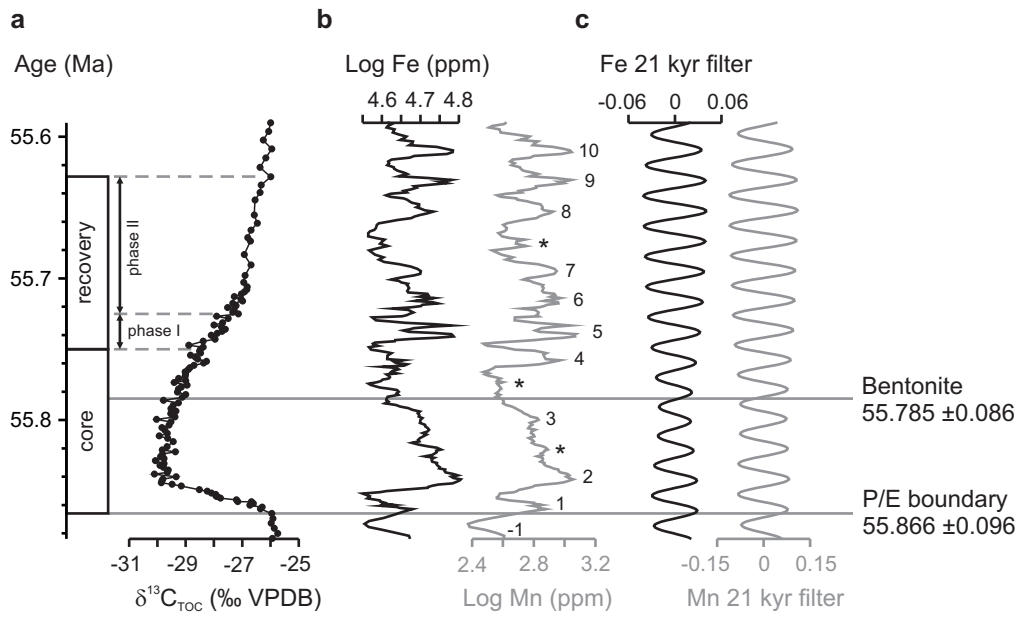 a
b
c
Age (Ma)
Log Fe (ppm)
Fe 21 kyr filter
4.6 4.7 4.8
-0.06 0 0.06
55.6
55.7
55.8
recovery
core
phase II
phase I
10
9
8
*
7
6
5
4
*
3
*
2
1
-1
Bentonite
55.785 ±0.086
P/E boundary
55.866 ±0.096
-31 -29 -27 -25
δ¹³C_TOC (‰ VPDB)
2.4 2.8 3.2
Log Mn (ppm)
-0.15 0 0.15
Mn 21 kyr filter